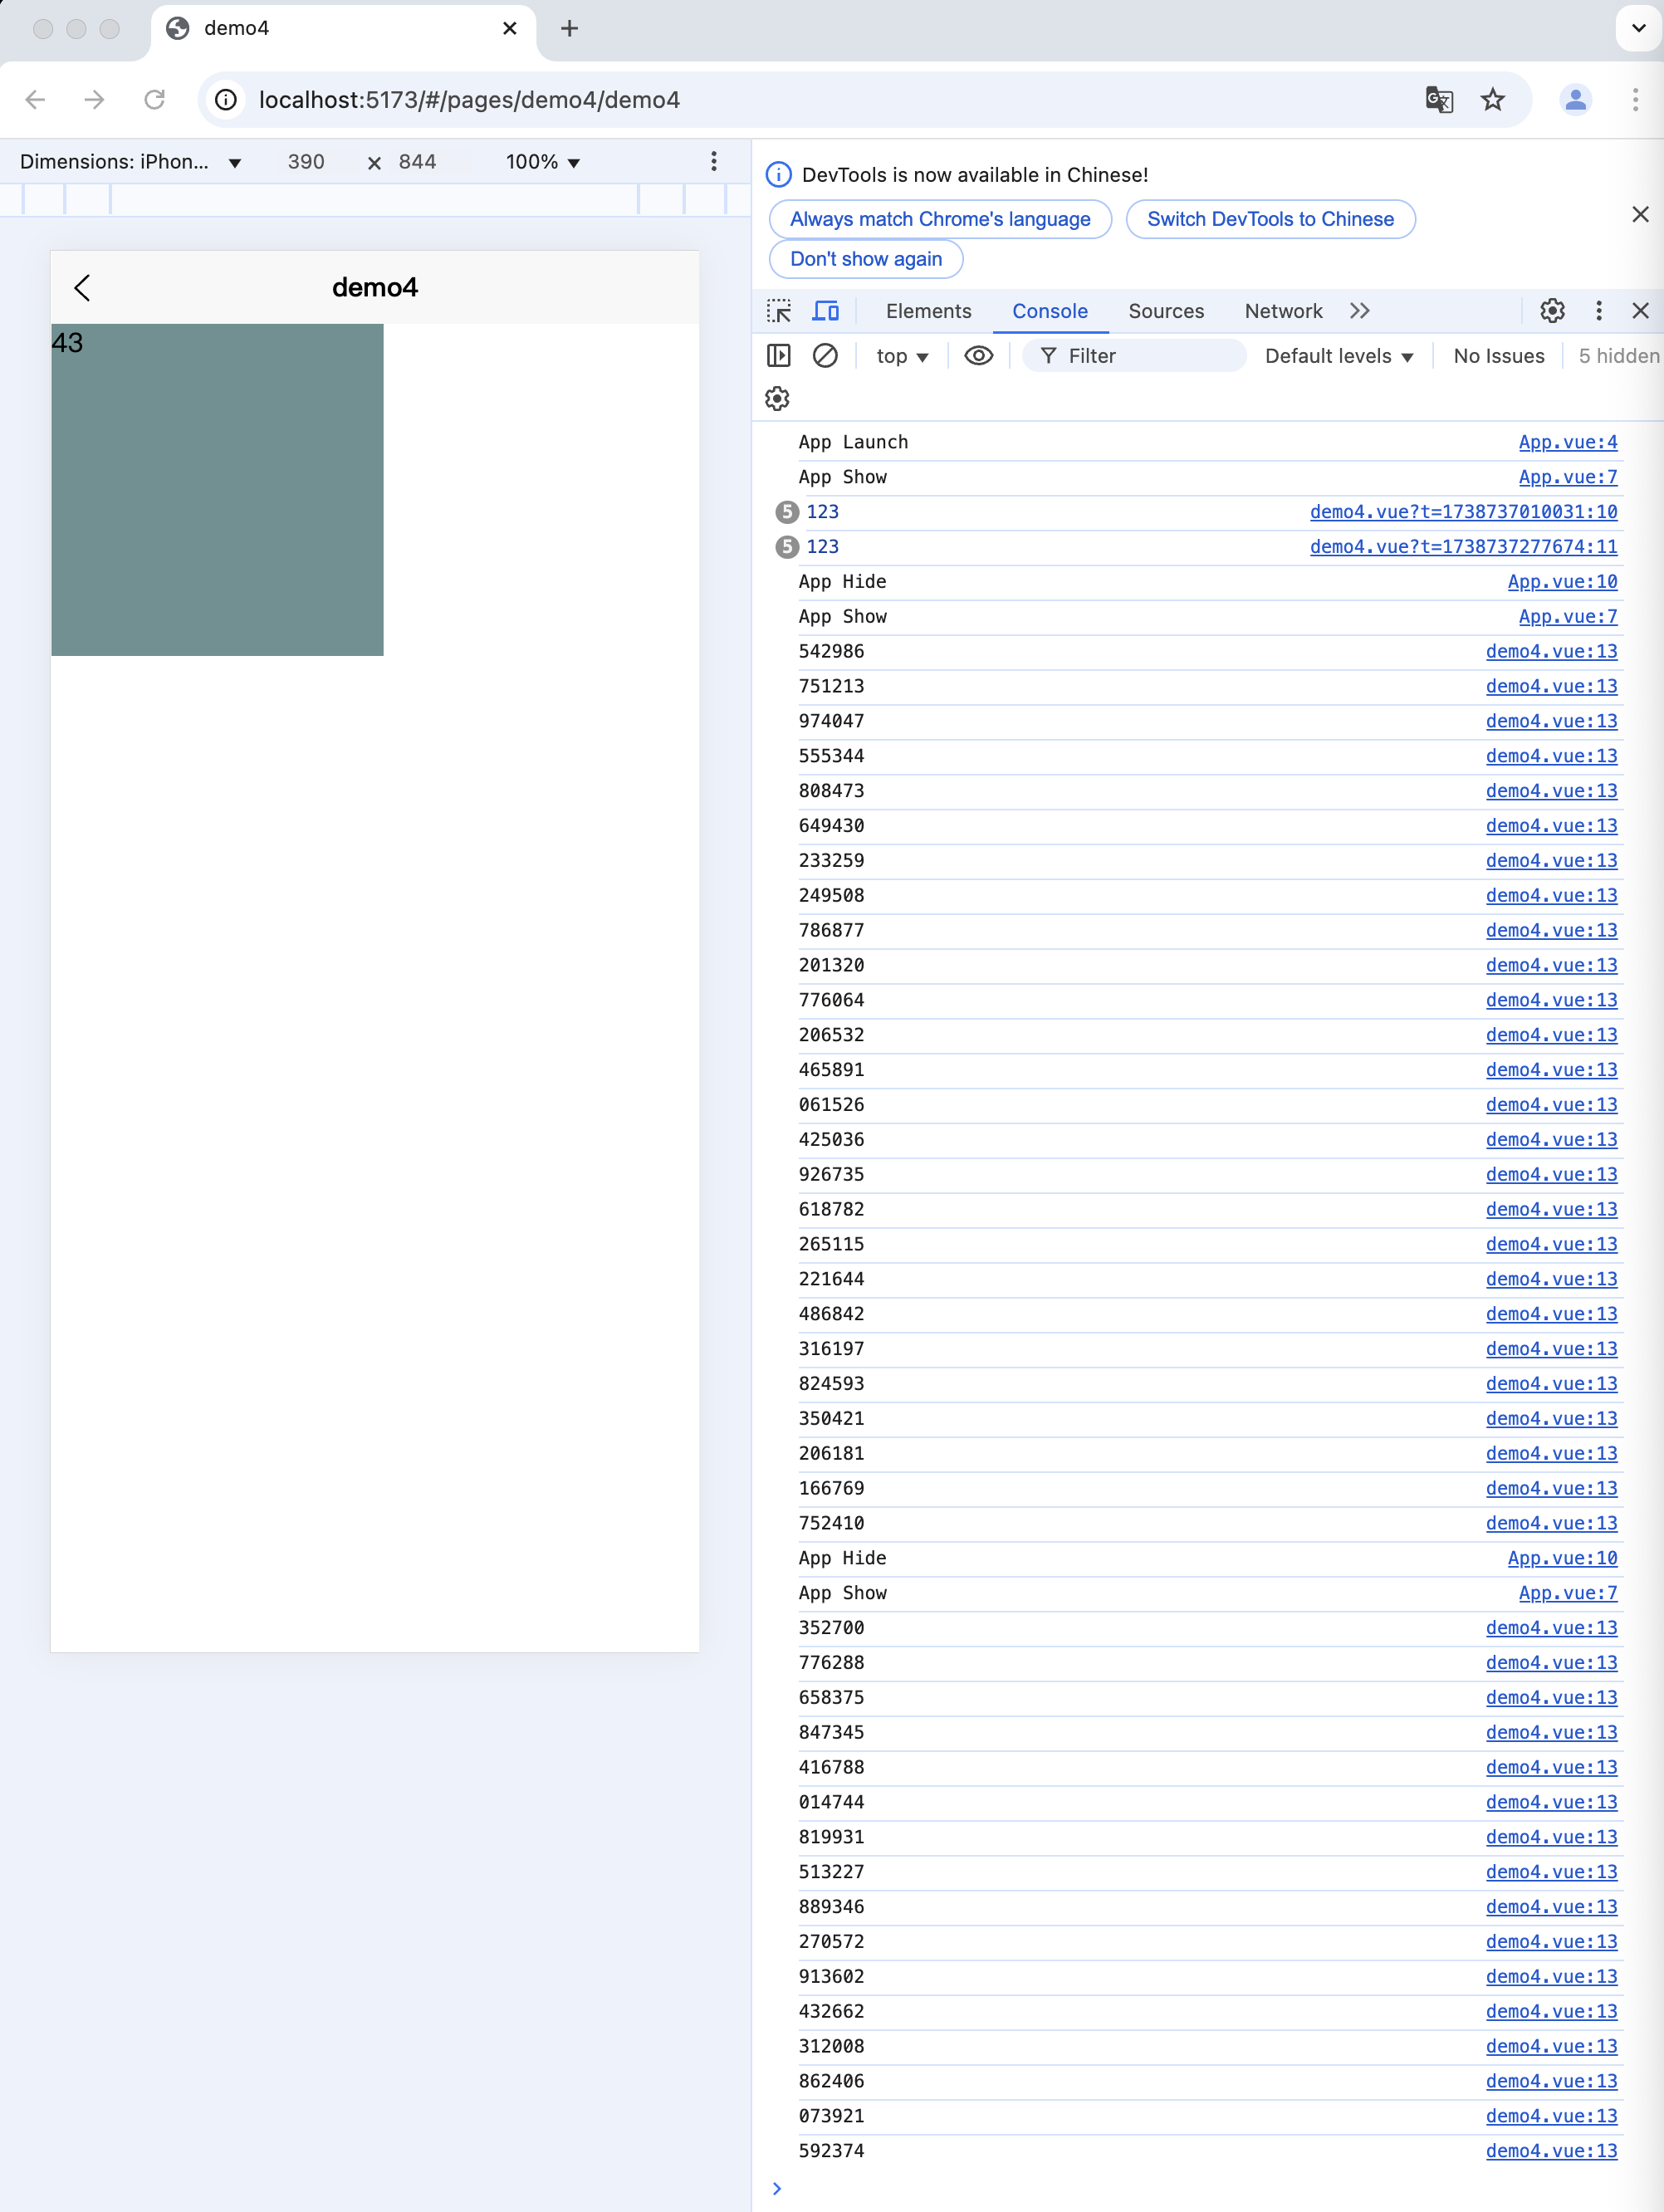 demo4
localhost:5173/#/pages/demo4/demo4
Dimensions: iPhon... ▼ 390 × 844 100% ▼
demo4
43
DevTools is now available in Chinese!
Always match Chrome's language
Switch DevTools to Chinese
Don't show again
Elements Console Sources Network
top ▼ Filter Default levels ▼ No Issues 5 hidden
App Launch App.vue:4
App Show App.vue:7
5 123 demo4.vue?t=1738737010031:10
5 123 demo4.vue?t=1738737277674:11
App Hide App.vue:10
App Show App.vue:7
542986 demo4.vue:13
751213 demo4.vue:13
974047 demo4.vue:13
555344 demo4.vue:13
808473 demo4.vue:13
649430 demo4.vue:13
233259 demo4.vue:13
249508 demo4.vue:13
786877 demo4.vue:13
201320 demo4.vue:13
776064 demo4.vue:13
206532 demo4.vue:13
465891 demo4.vue:13
061526 demo4.vue:13
425036 demo4.vue:13
926735 demo4.vue:13
618782 demo4.vue:13
265115 demo4.vue:13
221644 demo4.vue:13
486842 demo4.vue:13
316197 demo4.vue:13
824593 demo4.vue:13
350421 demo4.vue:13
206181 demo4.vue:13
166769 demo4.vue:13
752410 demo4.vue:13
App Hide App.vue:10
App Show App.vue:7
352700 demo4.vue:13
776288 demo4.vue:13
658375 demo4.vue:13
847345 demo4.vue:13
416788 demo4.vue:13
014744 demo4.vue:13
819931 demo4.vue:13
513227 demo4.vue:13
889346 demo4.vue:13
270572 demo4.vue:13
913602 demo4.vue:13
432662 demo4.vue:13
312008 demo4.vue:13
862406 demo4.vue:13
073921 demo4.vue:13
592374 demo4.vue:13